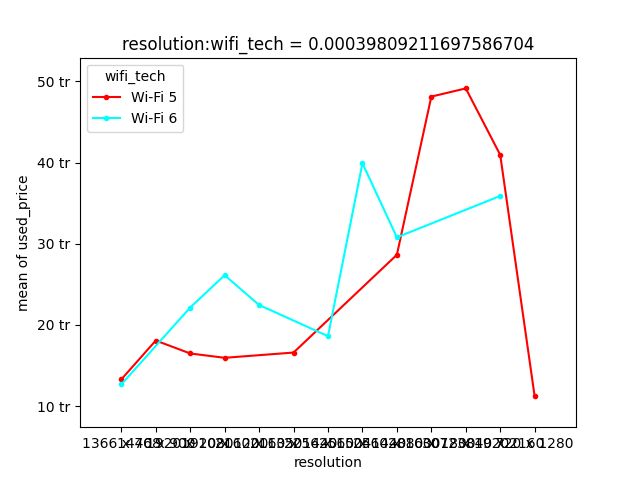 resolution:wifi_tech = 0.00039809211697586704
wifi_tech
Wi-Fi 5
Wi-Fi 6
50 tr
40 tr
30 tr
20 tr
10 tr
mean of used_price
resolution